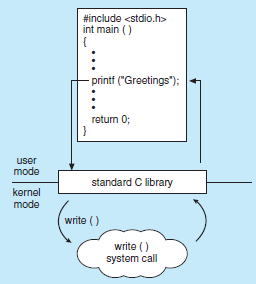 #include <stdio.h>
int main ( )
{
•
•
•
printf ("Greetings");
•
•
•
•
return 0;
}
user
mode
standard C library
kernel
mode
write ( )
write ( )
system call